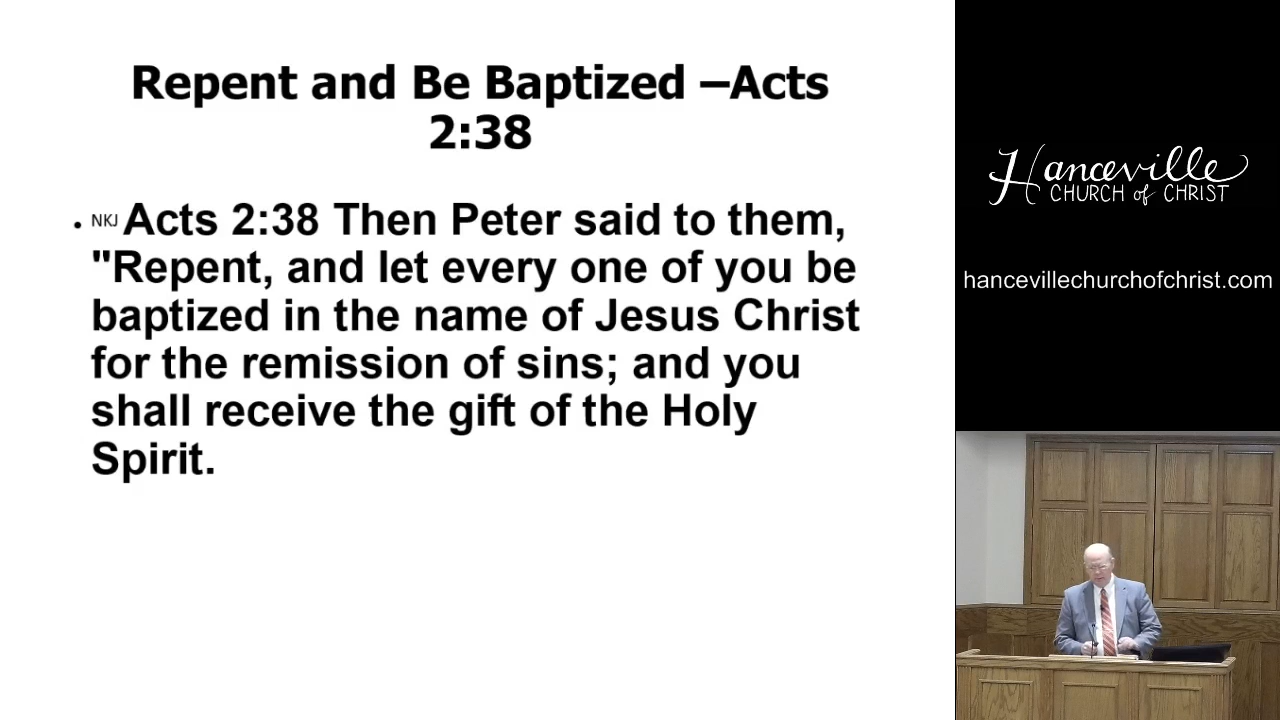 Repent and Be Baptized –Acts
2:38
• NKJ Acts 2:38 Then Peter said to them,
"Repent, and let every one of you be
baptized in the name of Jesus Christ
for the remission of sins; and you
shall receive the gift of the Holy
Spirit.
Hanceville
CHURCH of CHRIST
hancevillechurchofchrist.com